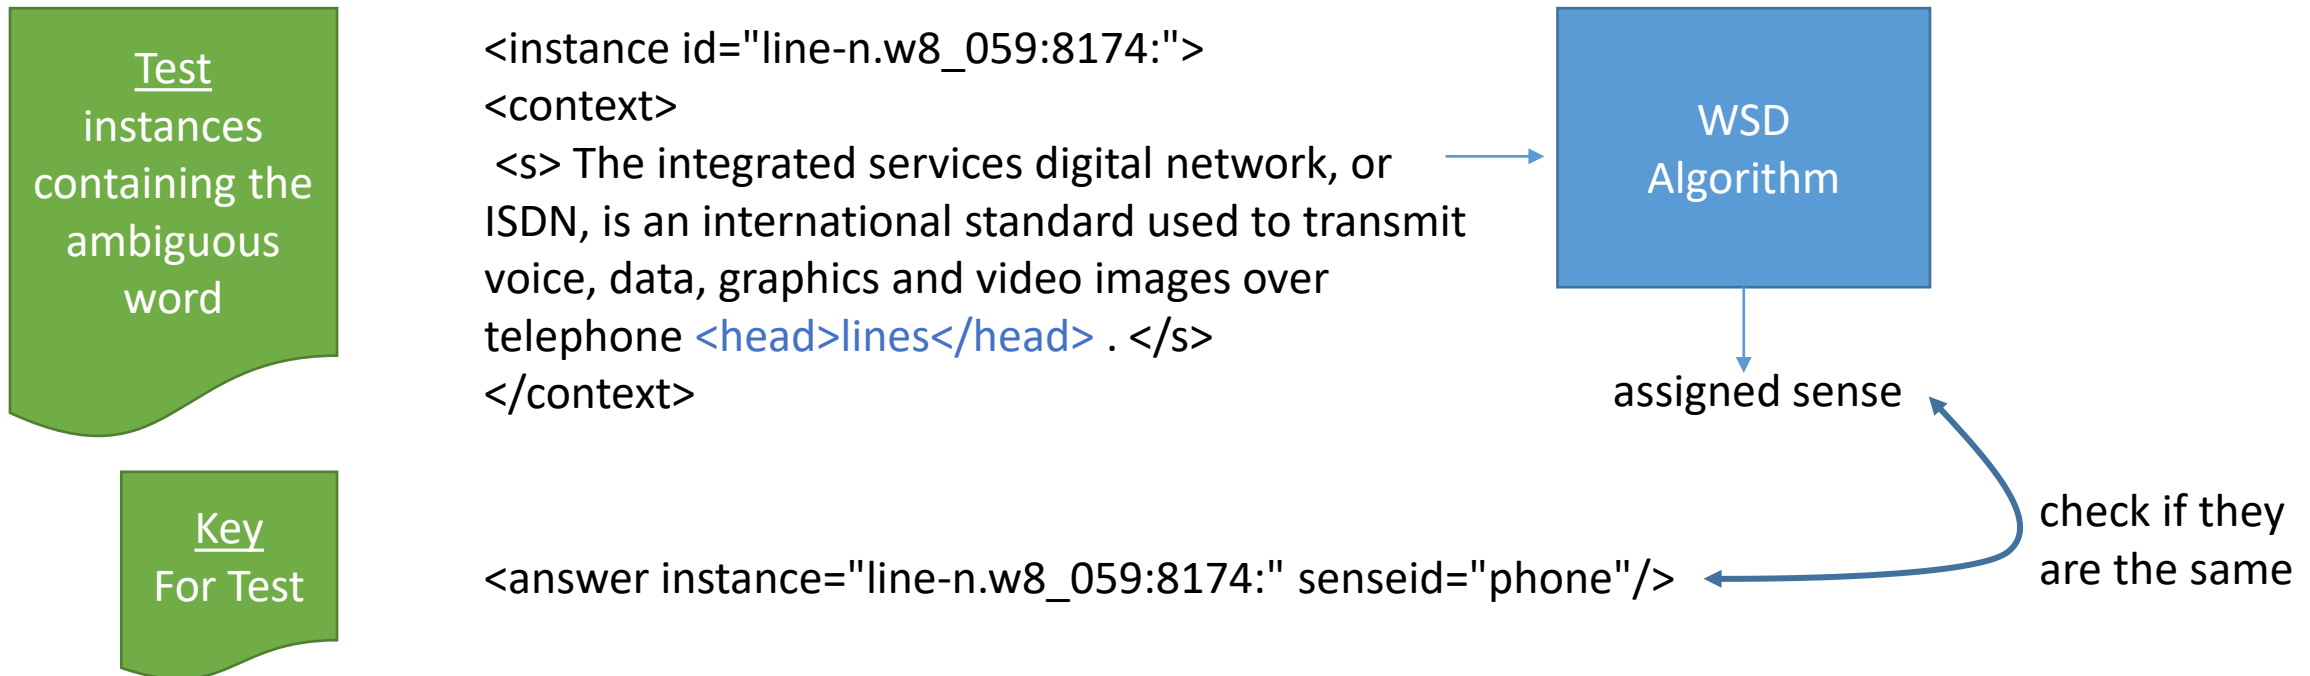 Test
instances
containing the
ambiguous
word
<instance id="line-n.w8_059:8174:">
<context>
<s> The integrated services digital network, or
ISDN, is an international standard used to transmit
voice, data, graphics and video images over
telephone <head>lines</head> . </s>
</context>
WSD
Algorithm
assigned sense
Key
For Test
<answer instance="line-n.w8_059:8174:" senseid="phone"/>
check if they
are the same